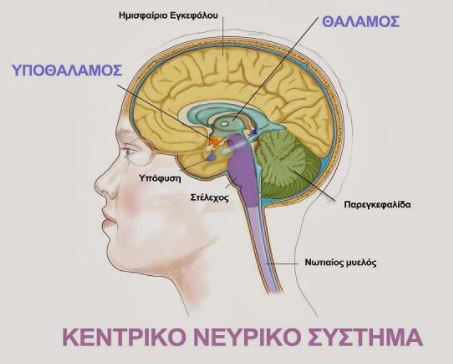 Ημισφαίριο Εγκεφάλου
ΘΑΛΑΜΟΣ
ΥΠΟΘΑΛΑΜΟΣ
Υπόφυση
Στέλεχος
Παρεγκεφαλίδα
Νωτιαίος μυελός
ΚΕΝΤΡΙΚΟ ΝΕΥΡΙΚΟ ΣΥΣΤΗΜΑ